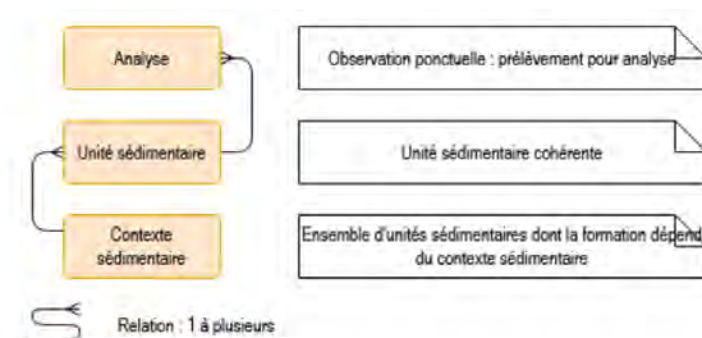 Analyse
Observation ponctuelle : prélèvement pour analyse
Unité sédimentaire
Unité sédimentaire cohérente
Contexte
sédimentaire
Ensemble d'unités sédimentaires dont la formation dépend
du contexte sédimentaire
Relation : 1 à plusieurs